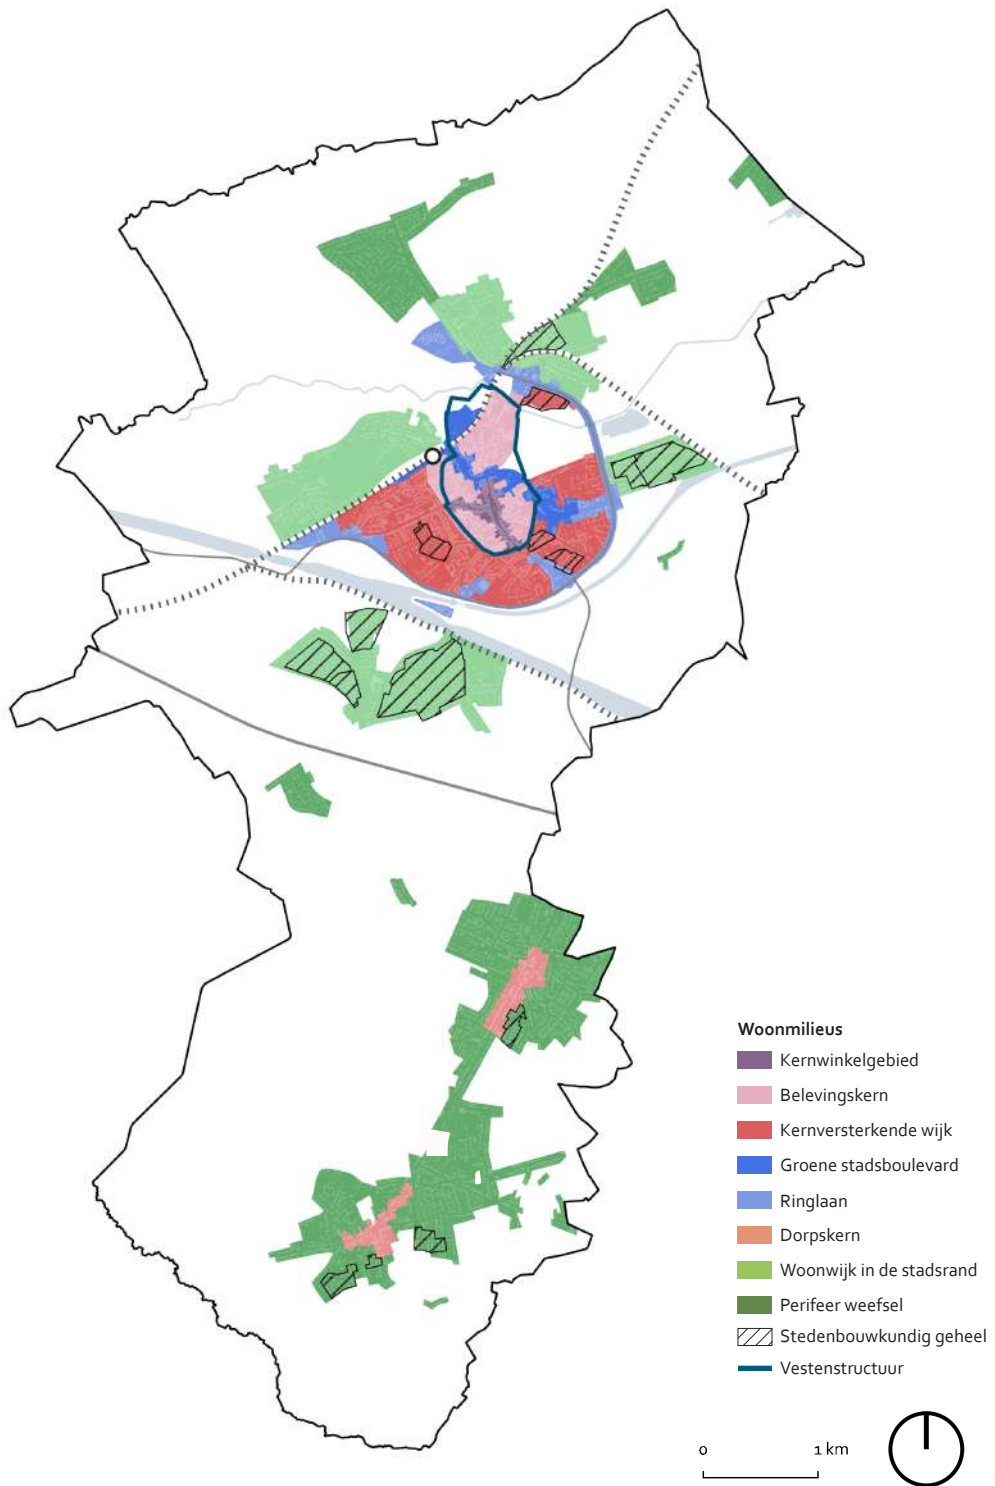 Woonmilieus
Kernwinkelgebied
Belevingskern
Kernversterkende wijk
Groene stadsboulevard
Ringlaan
Dorpskern
Woonwijk in de stadsrand
Perifeer weefsel
Stedenbouwkundig geheel
Vestenstructuur
0 1 km